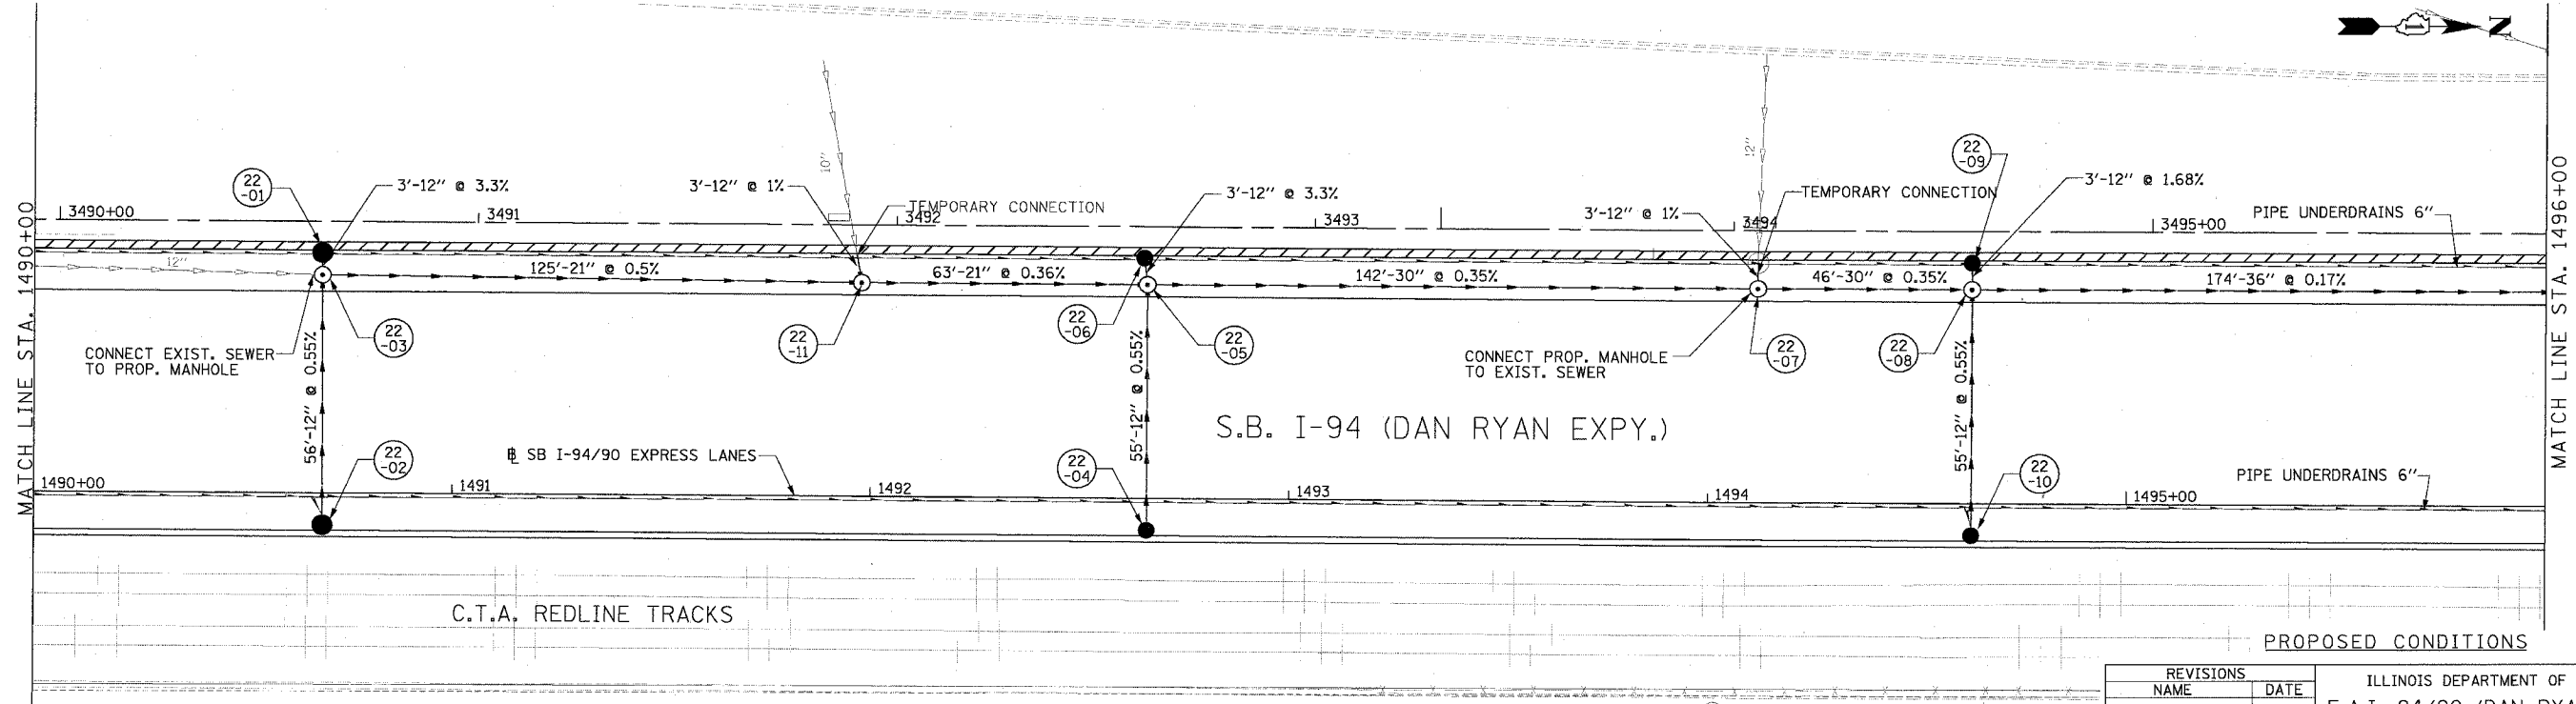 N
1
MATCH LINE STA. 1490+00
MATCH LINE STA. 1496+00
10"
12"
22
-01
3'-12" @ 3.3%
3'-12" @ 1%
TEMPORARY CONNECTION
3'-12" @ 3.3%
3'-12" @ 1%
TEMPORARY CONNECTION
22
-09
3'-12" @ 1.68%
PIPE UNDERDRAINS 6"
3490+00
3491
3492
3493
3494
3495+00
12"
125'-21" @ 0.5%
63'-21" @ 0.36%
142'-30" @ 0.35%
46'-30" @ 0.35%
174'-36" @ 0.17%
CONNECT EXIST. SEWER
TO PROP. MANHOLE
22
-03
22
-11
22
-06
22
-05
CONNECT PROP. MANHOLE
TO EXIST. SEWER
22
-07
22
-08
56'-12" @ 0.55%
55'-12" @ 0.55%
55'-12" @ 0.55%
S.B. I-94 (DAN RYAN EXPY.)
22
-02
SB I-94/90 EXPRESS LANES
22
-04
22
-10
PIPE UNDERDRAINS 6"
1490+00
1491
1492
1493
1494
1495+00
C.T.A. REDLINE TRACKS
PROPOSED CONDITIONS
REVISIONS
NAME
DATE
ILLINOIS DEPARTMENT OF